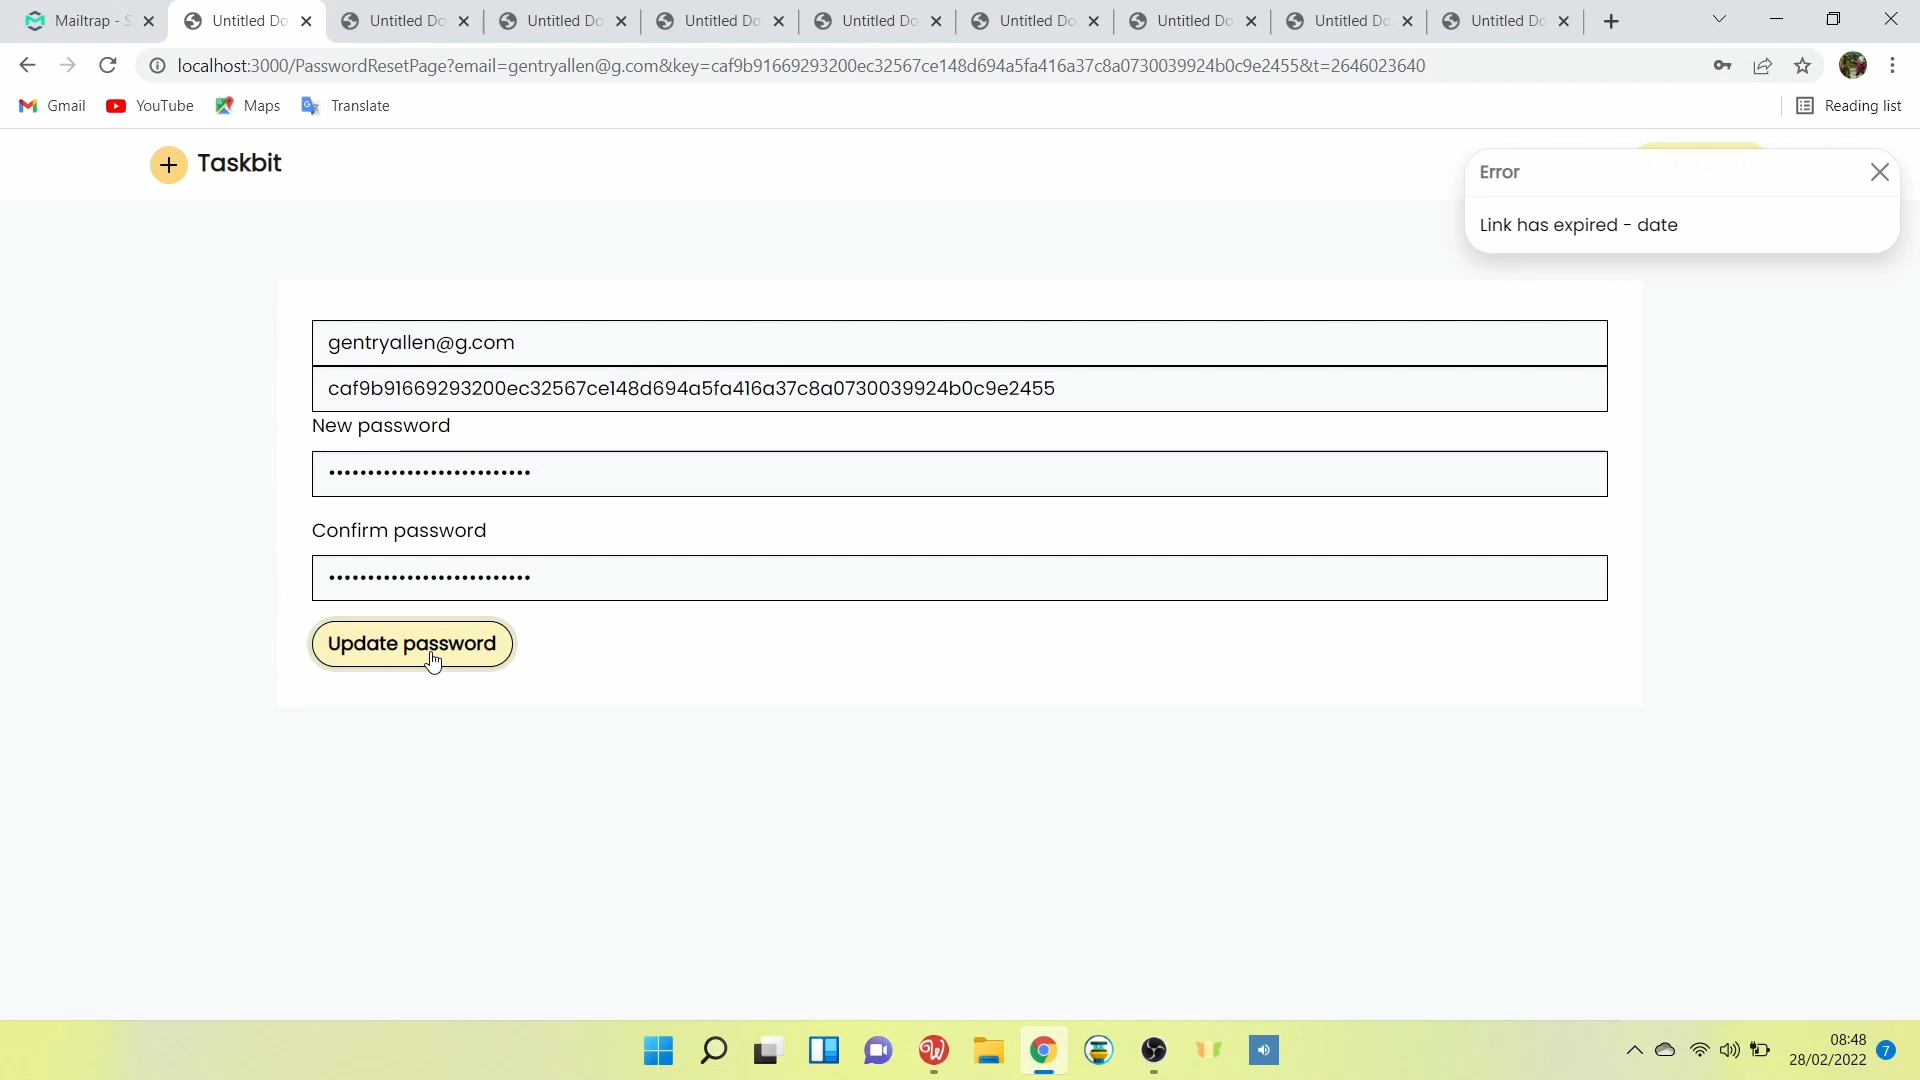 Mailtrap - S
Untitled Do
Untitled Do
Untitled Do
Untitled Do
Untitled Do
Untitled Do
Untitled Do
Untitled Do
Untitled Do
localhost:3000/PasswordResetPage?email=gentryallen@g.com&key=caf9b91669293200ec32567ce148d694a5fa416a37c8a0730039924b0c9e2455&t=2646023640
Gmail
YouTube
Maps
Translate
Reading list
Taskbit
Error
Link has expired - date
gentryallen@g.com
caf9b91669293200ec32567ce148d694a5fa416a37c8a0730039924b0c9e2455
New password
Confirm password
Update password
08:48
28/02/2022
7